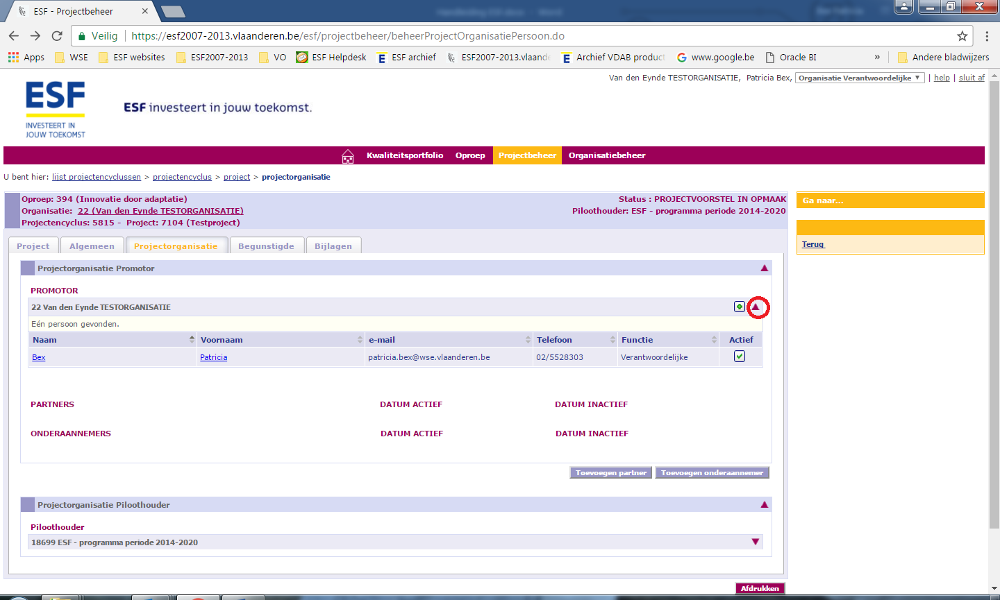 ESF - Projectbeheer
Veilig | https://esf2007-2013.vlaanderen.be/esf/projectbeheer/beheerProjectOrganisatiePersoon.do
Apps WSE ESF websites ESF2007-2013 VO ESF Helpdesk ESF archief ESF2007-2013.vlaande Archief VDAB product www.google.be Oracle BI » Andere bladwijzers
Van den Eynde TESTORGANISATIE, Patricia Bex, Organisatie Verantwoordelijke | help | sluit af
ESF
INVESTEERT IN
JOUW TOEKOMST
ESF investeert in jouw toekomst.
Kwaliteitsportfolio Oproep Projectbeheer Organisatiebeheer
U bent hier: lijst projectencyclussen > projectencyclus > project > projectorganisatie
Oproep: 394 (Innovatie door adaptatie) Status : PROJECTVOORSTEL IN OPMAAK
Organisatie: 22 (Van den Eynde TESTORGANISATIE) Piloothouder: ESF - programma periode 2014-2020
Projectencyclus: 5815 - Project: 7104 (Testproject)
Ga naar...
Terug
Project Algemeen Projectorganisatie Begunstigde Bijlagen
Projectorganisatie Promotor
PROMOTOR
22 Van den Eynde TESTORGANISATIE
Eén persoon gevonden.
Naam Voornaam e-mail Telefoon Functie Actief
Bex Patricia patricia.bex@wse.vlaanderen.be 02/5528303 Verantwoordelijke
PARTNERS DATUM ACTIEF DATUM INACTIEF
ONDERAANNEMERS DATUM ACTIEF DATUM INACTIEF
Toevoegen partner Toevoegen onderaannemer
Projectorganisatie Piloothouder
Piloothouder
18699 ESF - programma periode 2014-2020
Afdrukken